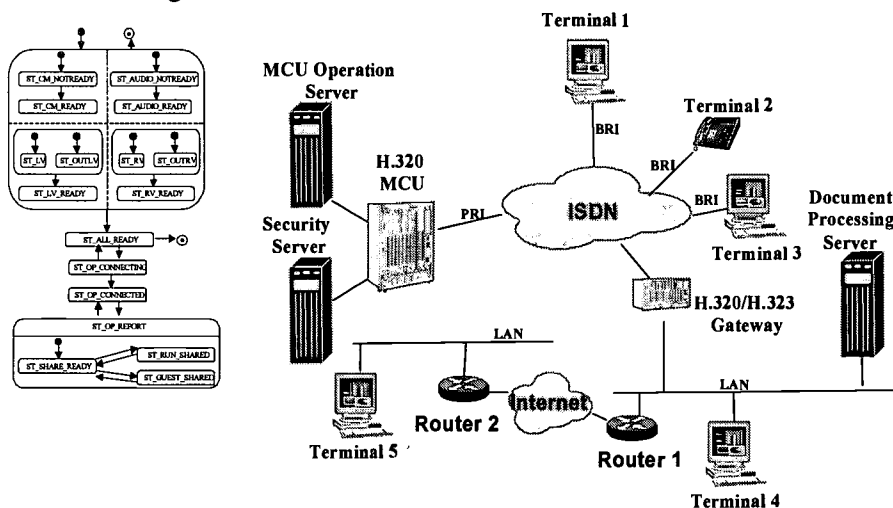 ST_CM_NOTREADY
ST_AUDIO_NOTREADY
ST_CM_READY
ST_AUDIO_READY
ST_LV
ST_OUTLV
ST_RV
ST_OUTRV
ST_LV_READY
ST_RV_READY
ST_ALL_READY
ST_OP_CONNECTING
ST_OP_CONNECTED
ST_OP_REPORT
ST_SHARE_READY
ST_RUN_SHARED
ST_GUEST_SHARED
Terminal 1
MCU Operation
Server
Terminal 2
BRI
BRI
H.320
MCU
PRI
ISDN
BRI
Document
Processing
Server
Security
Server
Terminal 3
H.320/H.323
Gateway
LAN
LAN
Internet
Router 2
Terminal 5
Router 1
Terminal 4